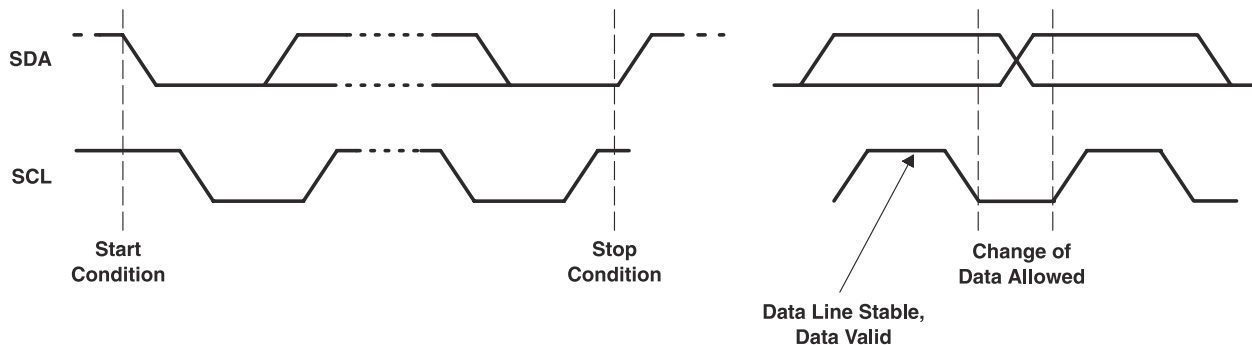 SDA
SCL
Start
Condition
Stop
Condition
Change of
Data Allowed
Data Line Stable,
Data Valid